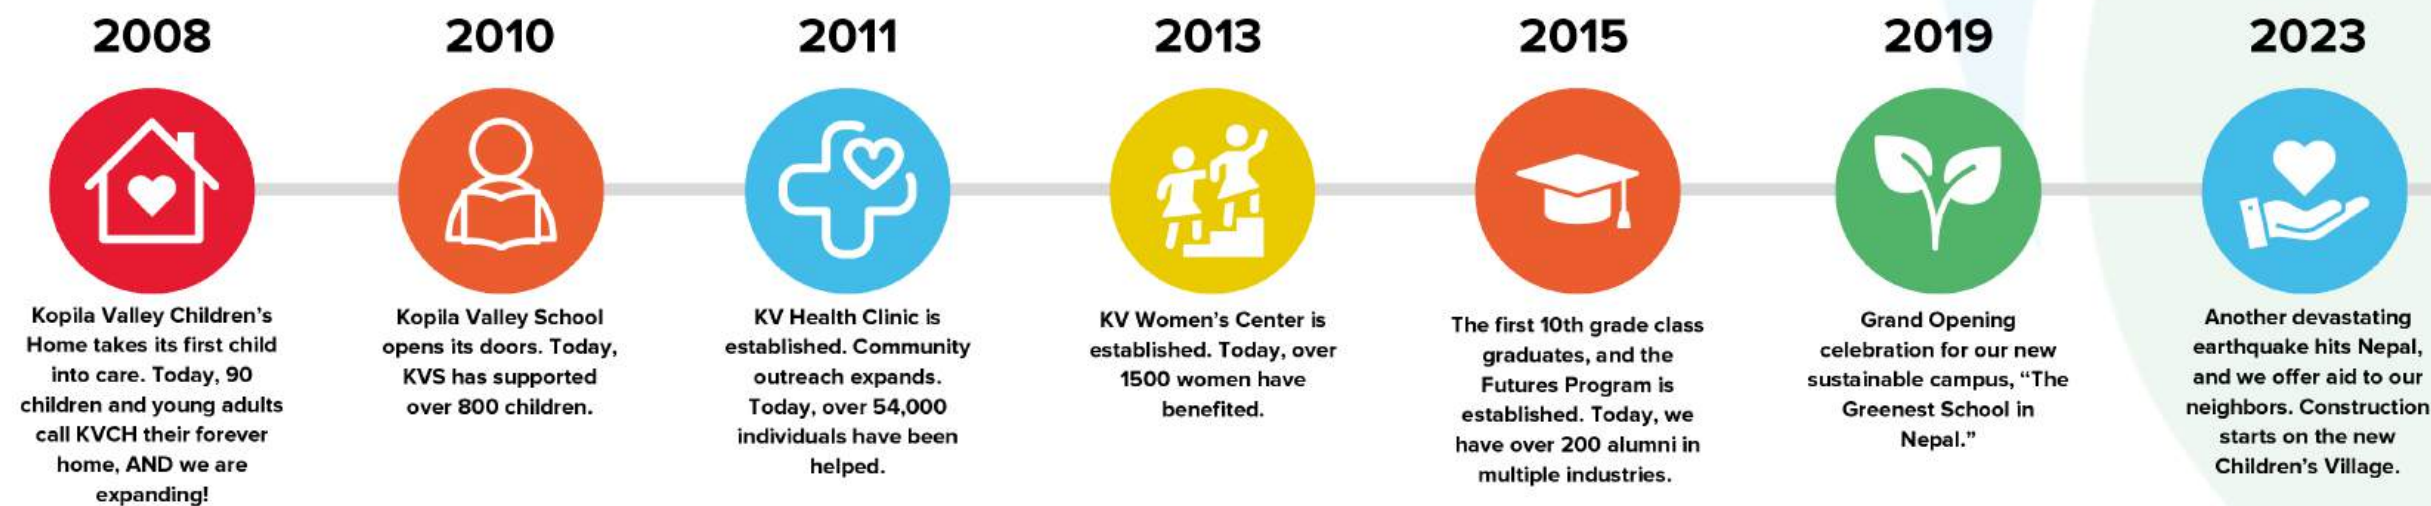 2008
Kopila Valley Children's
Home takes its first child
into care. Today, 90
children and young adults
call KVCH their forever
home, AND we are
expanding!
2010
Kopila Valley School
opens its doors. Today,
KVS has supported
over 800 children.
2011
KV Health Clinic is
established. Community
outreach expands.
Today, over 54,000
individuals have been
helped.
2013
KV Women's Center is
established. Today, over
1500 women have
benefited.
2015
The first 10th grade class
graduates, and the
Futures Program is
established. Today, we
have over 200 alumni in
multiple industries.
2019
Grand Opening
celebration for our new
sustainable campus, “The
Greenest School in
Nepal.”
2023
Another devastating
earthquake hits Nepal,
and we offer aid to our
neighbors. Construction
starts on the new
Children's Village.